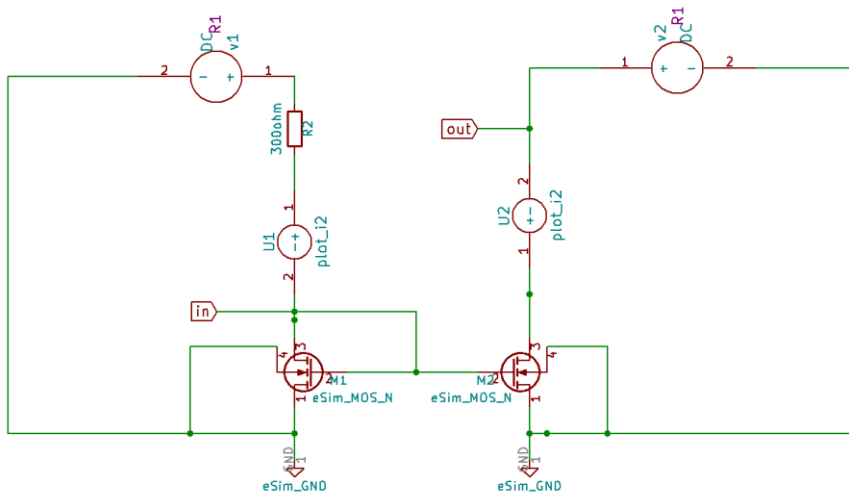 R1
DC
v1
2
-
+
1
300ohm
R2
1
U1
-+
plot_i2
2
in
4
3
2
M1
1
eSim_MOS_N
GND
1
eSim_GND
R1
v2
DC
1
+
-
2
out
2
U2
+-
plot_i2
1
3
4
M2
2
1
eSim_MOS_N
GND
1
eSim_GND